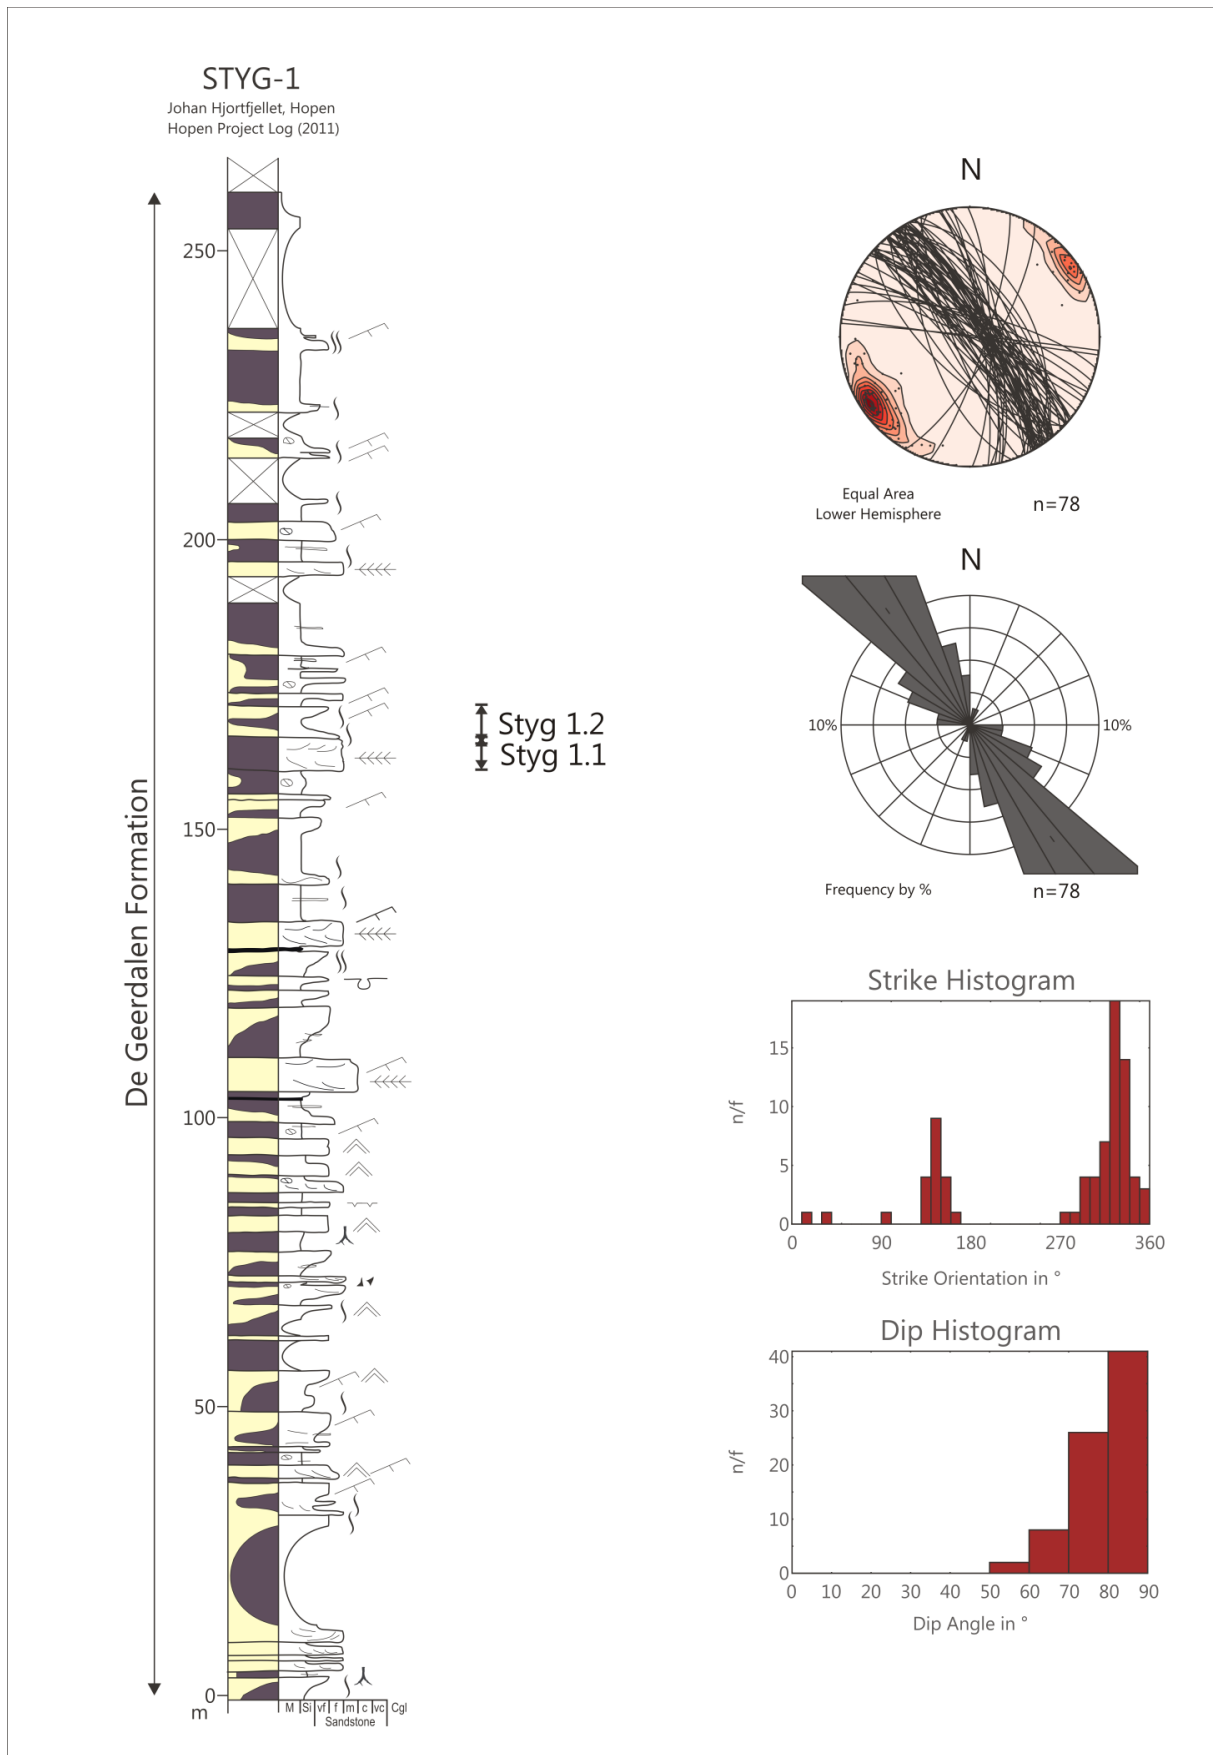 STYG-1
Johan Hjortfjellet, Hopen
Hopen Project Log (2011)
De Geerdalen Formation
250
200
150
100
50
0
m
M Si vf f m c vc Cgl
Sandstone
Styg 1.2
Styg 1.1
N
Equal Area
Lower Hemisphere
n=78
N
10% 10%
Frequency by %
n=78
Strike Histogram
n/f
15
10
5
0
0 90 180 270 360
Strike Orientation in °
Dip Histogram
n/f
40
30
20
10
0
0 10 20 30 40 50 60 70 80 90
Dip Angle in °